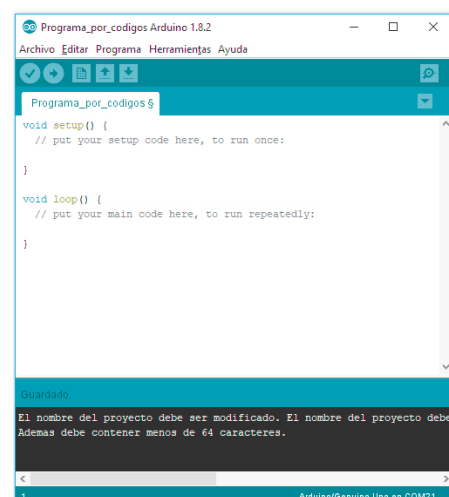 Programa_por_codigos Arduino 1.8.2
Archivo Editar Programa Herramientas Ayuda
Programa_por_codigos §
void setup() {
  // put your setup code here, to run once:
}
void loop() {
  // put your main code here, to run repeatedly:
}
Guardado.
El nombre del proyecto debe ser modificado. El nombre del proyecto debe
Ademas debe contener menos de 64 caracteres.
1 Arduino/Genuino Uno en COM21